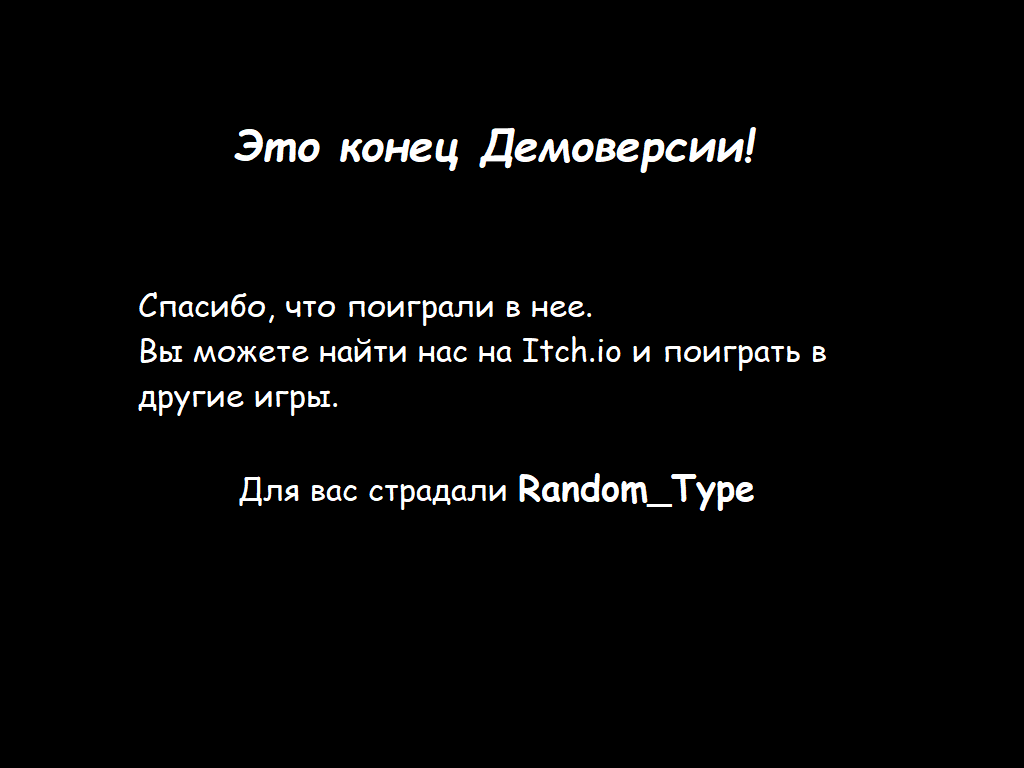 Это конец Демоверсии!
Спасибо, что поиграли в нее.
Вы можете найти нас на Itch.io и поиграть в
другие игры.
Для вас страдали Random_Type